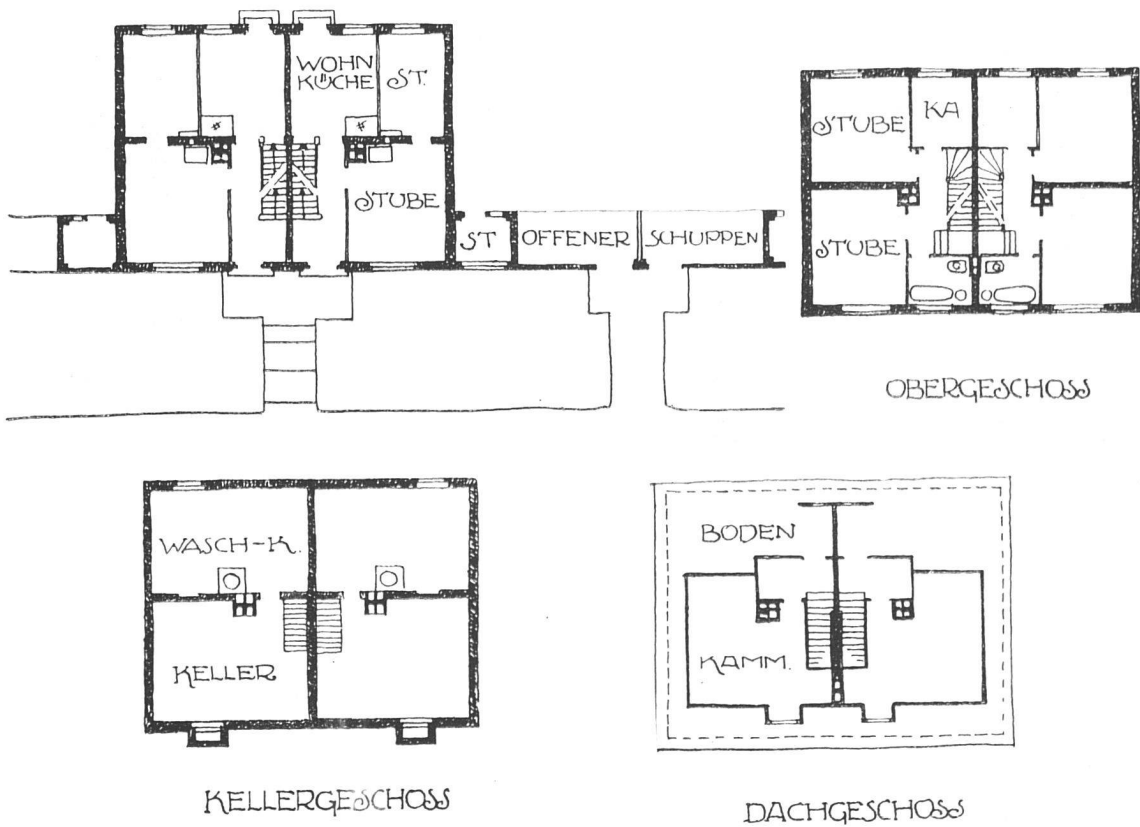 WOHN
KÜCHE
ST.
STUBE
ST
OFFENER
SCHUPPEN
STUBE
KA
STUBE
OBERGESCHOSS
WASCH-K.
KELLER
KELLERGESCHOSS
BODEN
KAMM.
DACHGESCHOSS